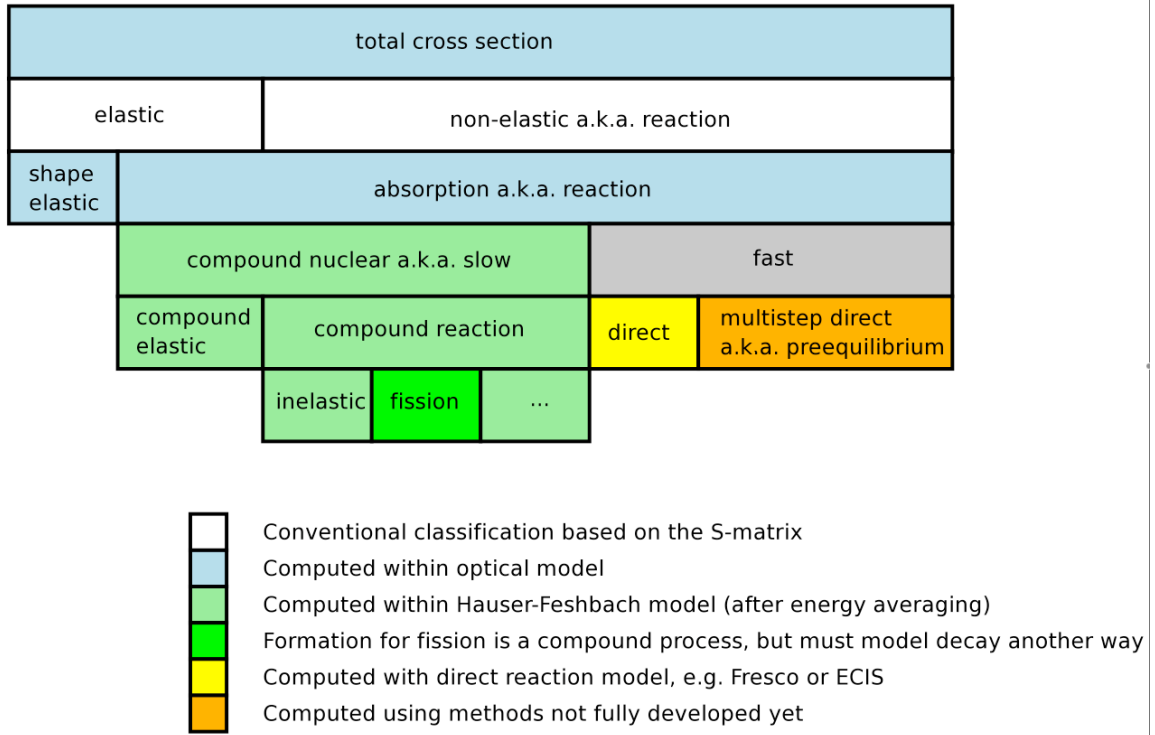 total cross section
elastic
non-elastic a.k.a. reaction
shape
elastic
absorption a.k.a. reaction
compound nuclear a.k.a. slow
fast
compound
elastic
compound reaction
direct
multistep direct
a.k.a. preequilibrium
inelastic
fission
...
Conventional classification based on the S-matrix
Computed within optical model
Computed within Hauser-Feshbach model (after energy averaging)
Formation for fission is a compound process, but must model decay another way
Computed with direct reaction model, e.g. Fresco or ECIS
Computed using methods not fully developed yet